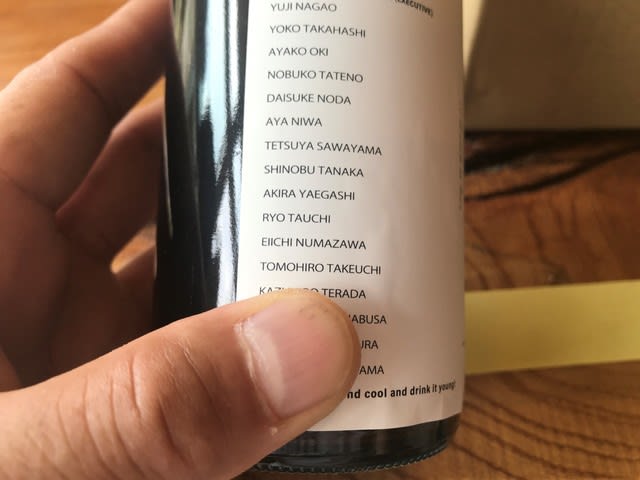 (EXECUTIVE)
YUJI NAGAO
YOKO TAKAHASHI
AYAKO OKI
NOBUKO TATENO
DAISUKE NODA
AYA NIWA
TETSUYA SAWAYAMA
SHINOBU TANAKA
AKIRA YAEGASHI
RYO TAUCHI
EIICHI NUMAZAWA
TOMOHIRO TAKEUCHI
TERADA
cool and drink it young!